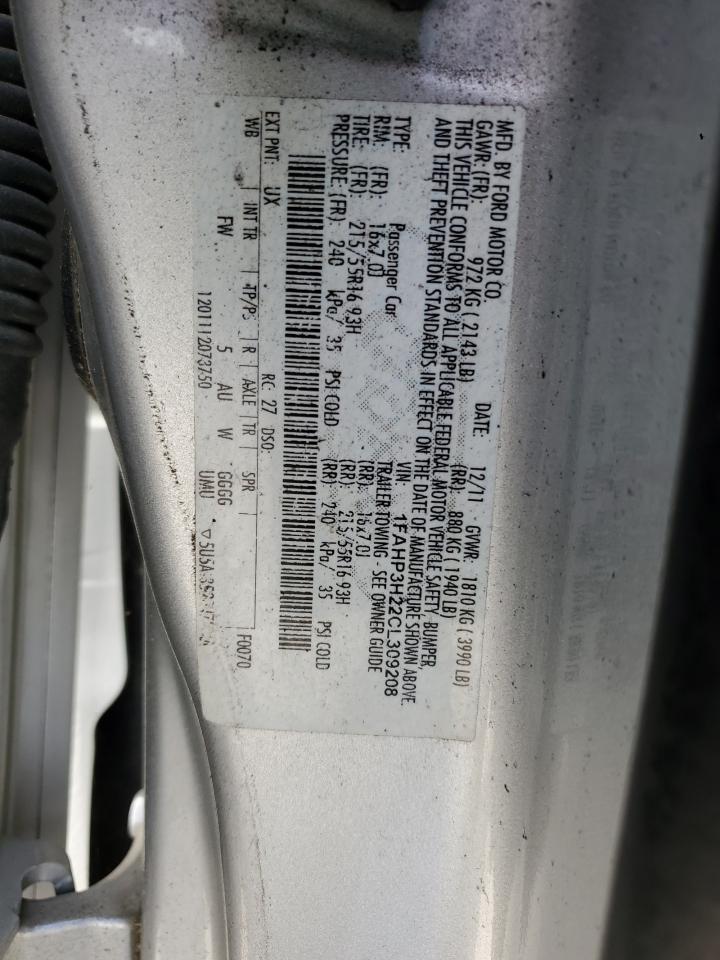 MFD. BY FORD MOTOR CO.
DATE: 12/11 GVWR: 1810 KG ( 3990 LB)
GAWR: (FR): 972 KG ( 2143 LB) (RR): 880 KG ( 1940 LB)
THIS VEHICLE CONFORMS TO ALL APPLICABLE FEDERAL MOTOR VEHICLE SAFETY, BUMPER,
AND THEFT PREVENTION STANDARDS IN EFFECT ON THE DATE OF MANUFACTURE SHOWN ABOVE.
VIN: 1FAHP3H22CL309208
TYPE: Passenger Car TRAILER TOWING - SEE OWNER GUIDE
RIM: (FR): 16x7.0J (RR): 16x7.0J
TIRE: (FR): 215/55R16 93H (RR): 215/55R16 93H
PRESSURE: (FR): 240 kPa/ 35 PSI COLD (RR): 240 kPa/ 35 PSI COLD
EXT PNT: UX RC: 27 DSO: F0070
WB INT TR TP/PS R AXLE TR SPR
FW 5 AU W GGGG
1201112073750 UMU 5U5A